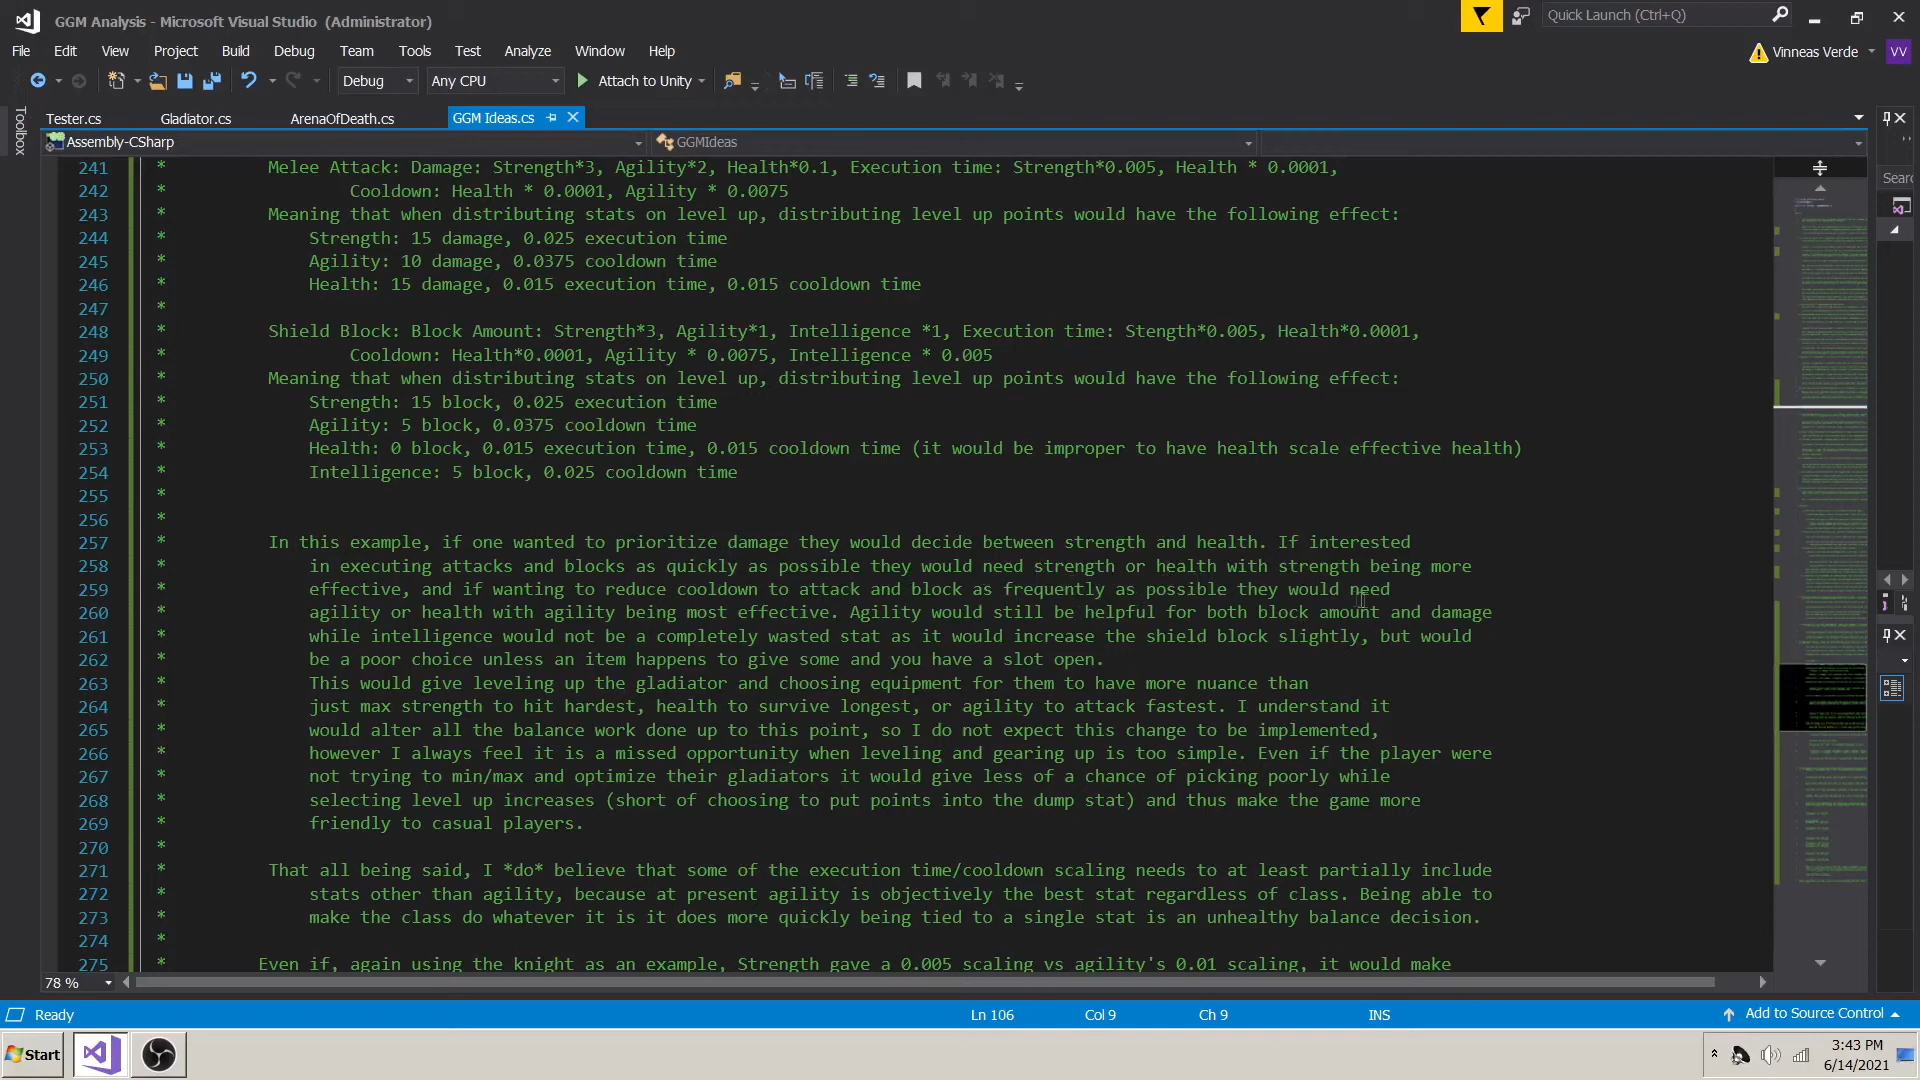 GGM Analysis - Microsoft Visual Studio (Administrator)
Quick Launch (Ctrl+Q)
File Edit View Project Build Debug Team Tools Test Analyze Window Help
Vinneas Verde VV
Debug Any CPU Attach to Unity
Toolbox
Tester.cs Gladiator.cs ArenaOfDeath.cs GGM Ideas.cs
Assembly-CSharp GGMIdeas
Searc
241 * Melee Attack: Damage: Strength*3, Agility*2, Health*0.1, Execution time: Strength*0.005, Health * 0.0001,
242 * Cooldown: Health * 0.0001, Agility * 0.0075
243 * Meaning that when distributing stats on level up, distributing level up points would have the following effect:
244 * Strength: 15 damage, 0.025 execution time
245 * Agility: 10 damage, 0.0375 cooldown time
246 * Health: 15 damage, 0.015 execution time, 0.015 cooldown time
247 *
248 * Shield Block: Block Amount: Strength*3, Agility*1, Intelligence *1, Execution time: Stength*0.005, Health*0.0001,
249 * Cooldown: Health*0.0001, Agility * 0.0075, Intelligence * 0.005
250 * Meaning that when distributing stats on level up, distributing level up points would have the following effect:
251 * Strength: 15 block, 0.025 execution time
252 * Agility: 5 block, 0.0375 cooldown time
253 * Health: 0 block, 0.015 execution time, 0.015 cooldown time (it would be improper to have health scale effective health)
254 * Intelligence: 5 block, 0.025 cooldown time
255 *
256 *
257 * In this example, if one wanted to prioritize damage they would decide between strength and health. If interested
258 * in executing attacks and blocks as quickly as possible they would need strength or health with strength being more
259 * effective, and if wanting to reduce cooldown to attack and block as frequently as possible they would need
260 * agility or health with agility being most effective. Agility would still be helpful for both block amount and damage
261 * while intelligence would not be a completely wasted stat as it would increase the shield block slightly, but would
262 * be a poor choice unless an item happens to give some and you have a slot open.
263 * This would give leveling up the gladiator and choosing equipment for them to have more nuance than
264 * just max strength to hit hardest, health to survive longest, or agility to attack fastest. I understand it
265 * would alter all the balance work done up to this point, so I do not expect this change to be implemented,
266 * however I always feel it is a missed opportunity when leveling and gearing up is too simple. Even if the player were
267 * not trying to min/max and optimize their gladiators it would give less of a chance of picking poorly while
268 * selecting level up increases (short of choosing to put points into the dump stat) and thus make the game more
269 * friendly to casual players.
270 *
271 * That all being said, I *do* believe that some of the execution time/cooldown scaling needs to at least partially include
272 * stats other than agility, because at present agility is objectively the best stat regardless of class. Being able to
273 * make the class do whatever it is it does more quickly being tied to a single stat is an unhealthy balance decision.
274 *
275 * Even if, again using the knight as an example, Strength gave a 0.005 scaling vs agility's 0.01 scaling, it would make
78 %
Ready Ln 106 Col 9 Ch 9 INS Add to Source Control
Start 3:43 PM
6/14/2021